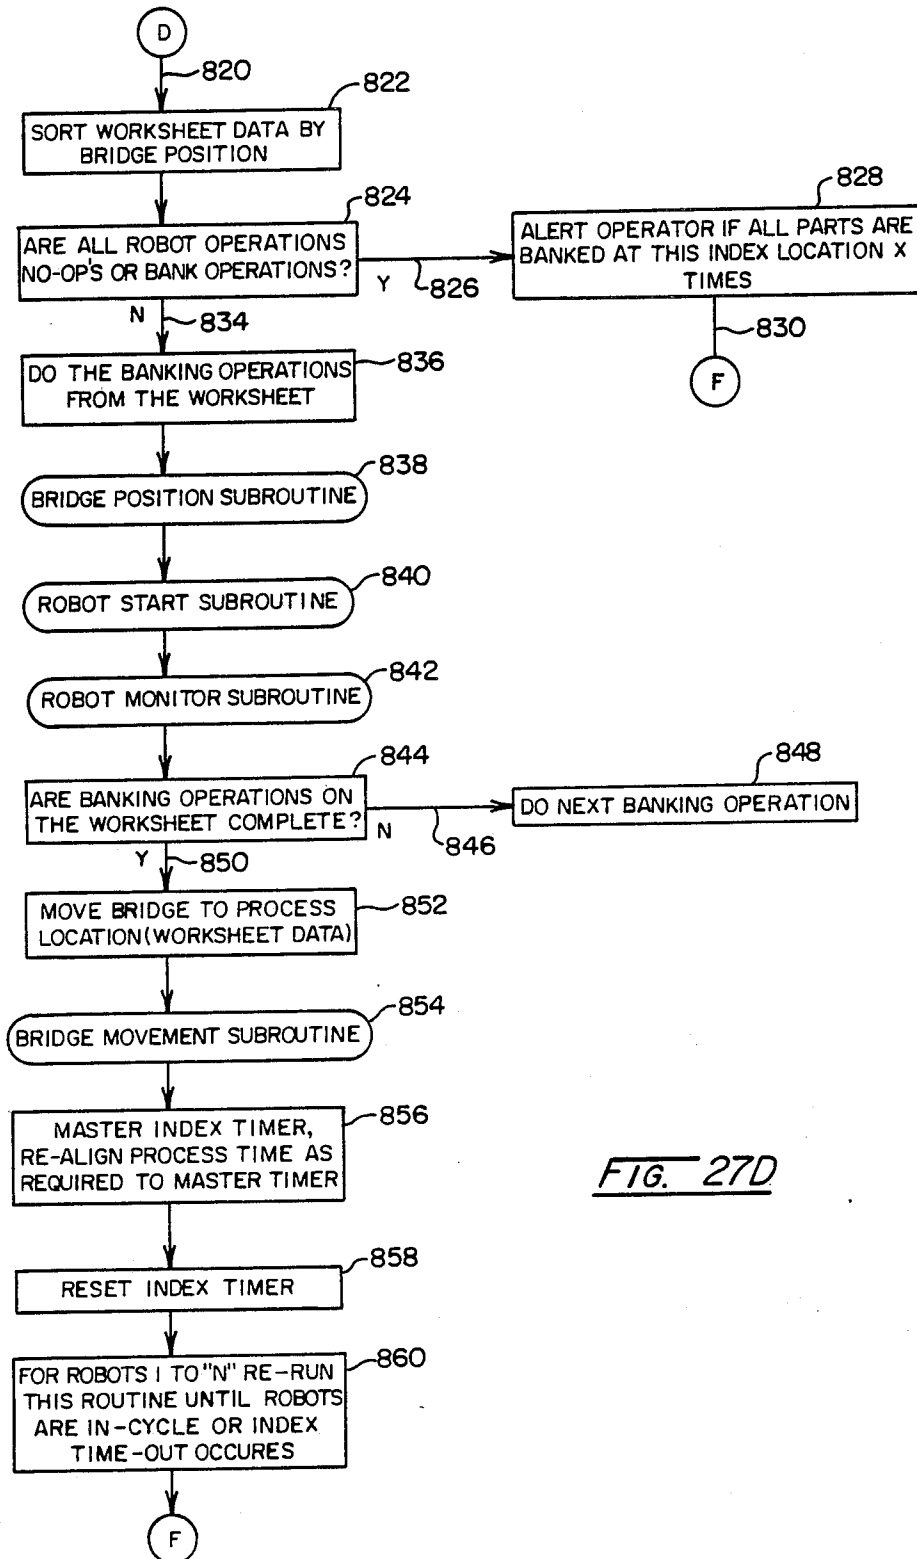 D
820
822
SORT WORKSHEET DATA BY
BRIDGE POSITION
824
ARE ALL ROBOT OPERATIONS
NO-OP'S OR BANK OPERATIONS?
Y
826
828
ALERT OPERATOR IF ALL PARTS ARE
BANKED AT THIS INDEX LOCATION X
TIMES
830
F
N
834
836
DO THE BANKING OPERATIONS
FROM THE WORKSHEET
838
BRIDGE POSITION SUBROUTINE
840
ROBOT START SUBROUTINE
842
ROBOT MONITOR SUBROUTINE
844
ARE BANKING OPERATIONS ON
THE WORKSHEET COMPLETE?
N
846
848
DO NEXT BANKING OPERATION
Y
850
852
MOVE BRIDGE TO PROCESS
LOCATION (WORKSHEET DATA)
854
BRIDGE MOVEMENT SUBROUTINE
856
MASTER INDEX TIMER,
RE-ALIGN PROCESS TIME AS
REQUIRED TO MASTER TIMER
FIG. 27D
858
RESET INDEX TIMER
860
FOR ROBOTS 1 TO "N" RE-RUN
THIS ROUTINE UNTIL ROBOTS
ARE IN-CYCLE OR INDEX
TIME-OUT OCCURES
F